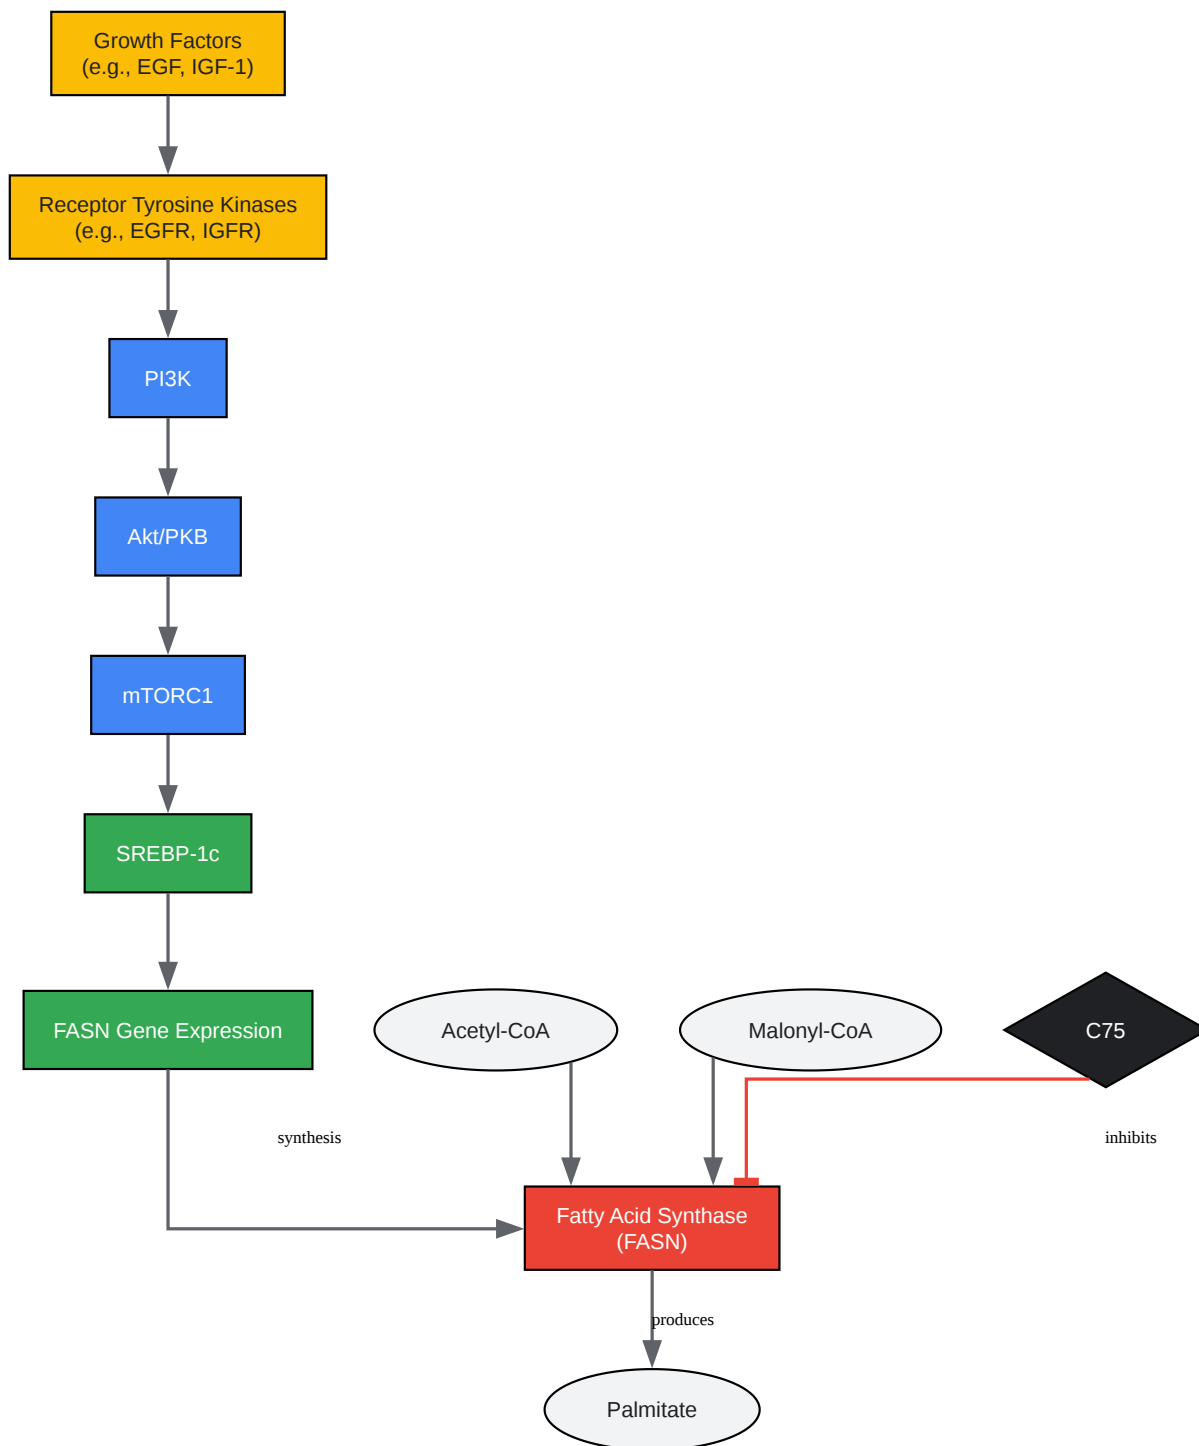 Growth Factors
(e.g., EGF, IGF-1)
Receptor Tyrosine Kinases
(e.g., EGFR, IGFR)
PI3K
Akt/PKB
mTORC1
SREBP-1c
FASN Gene Expression
Acetyl-CoA
Malonyl-CoA
C75
synthesis
inhibits
Fatty Acid Synthase
(FASN)
produces
Palmitate